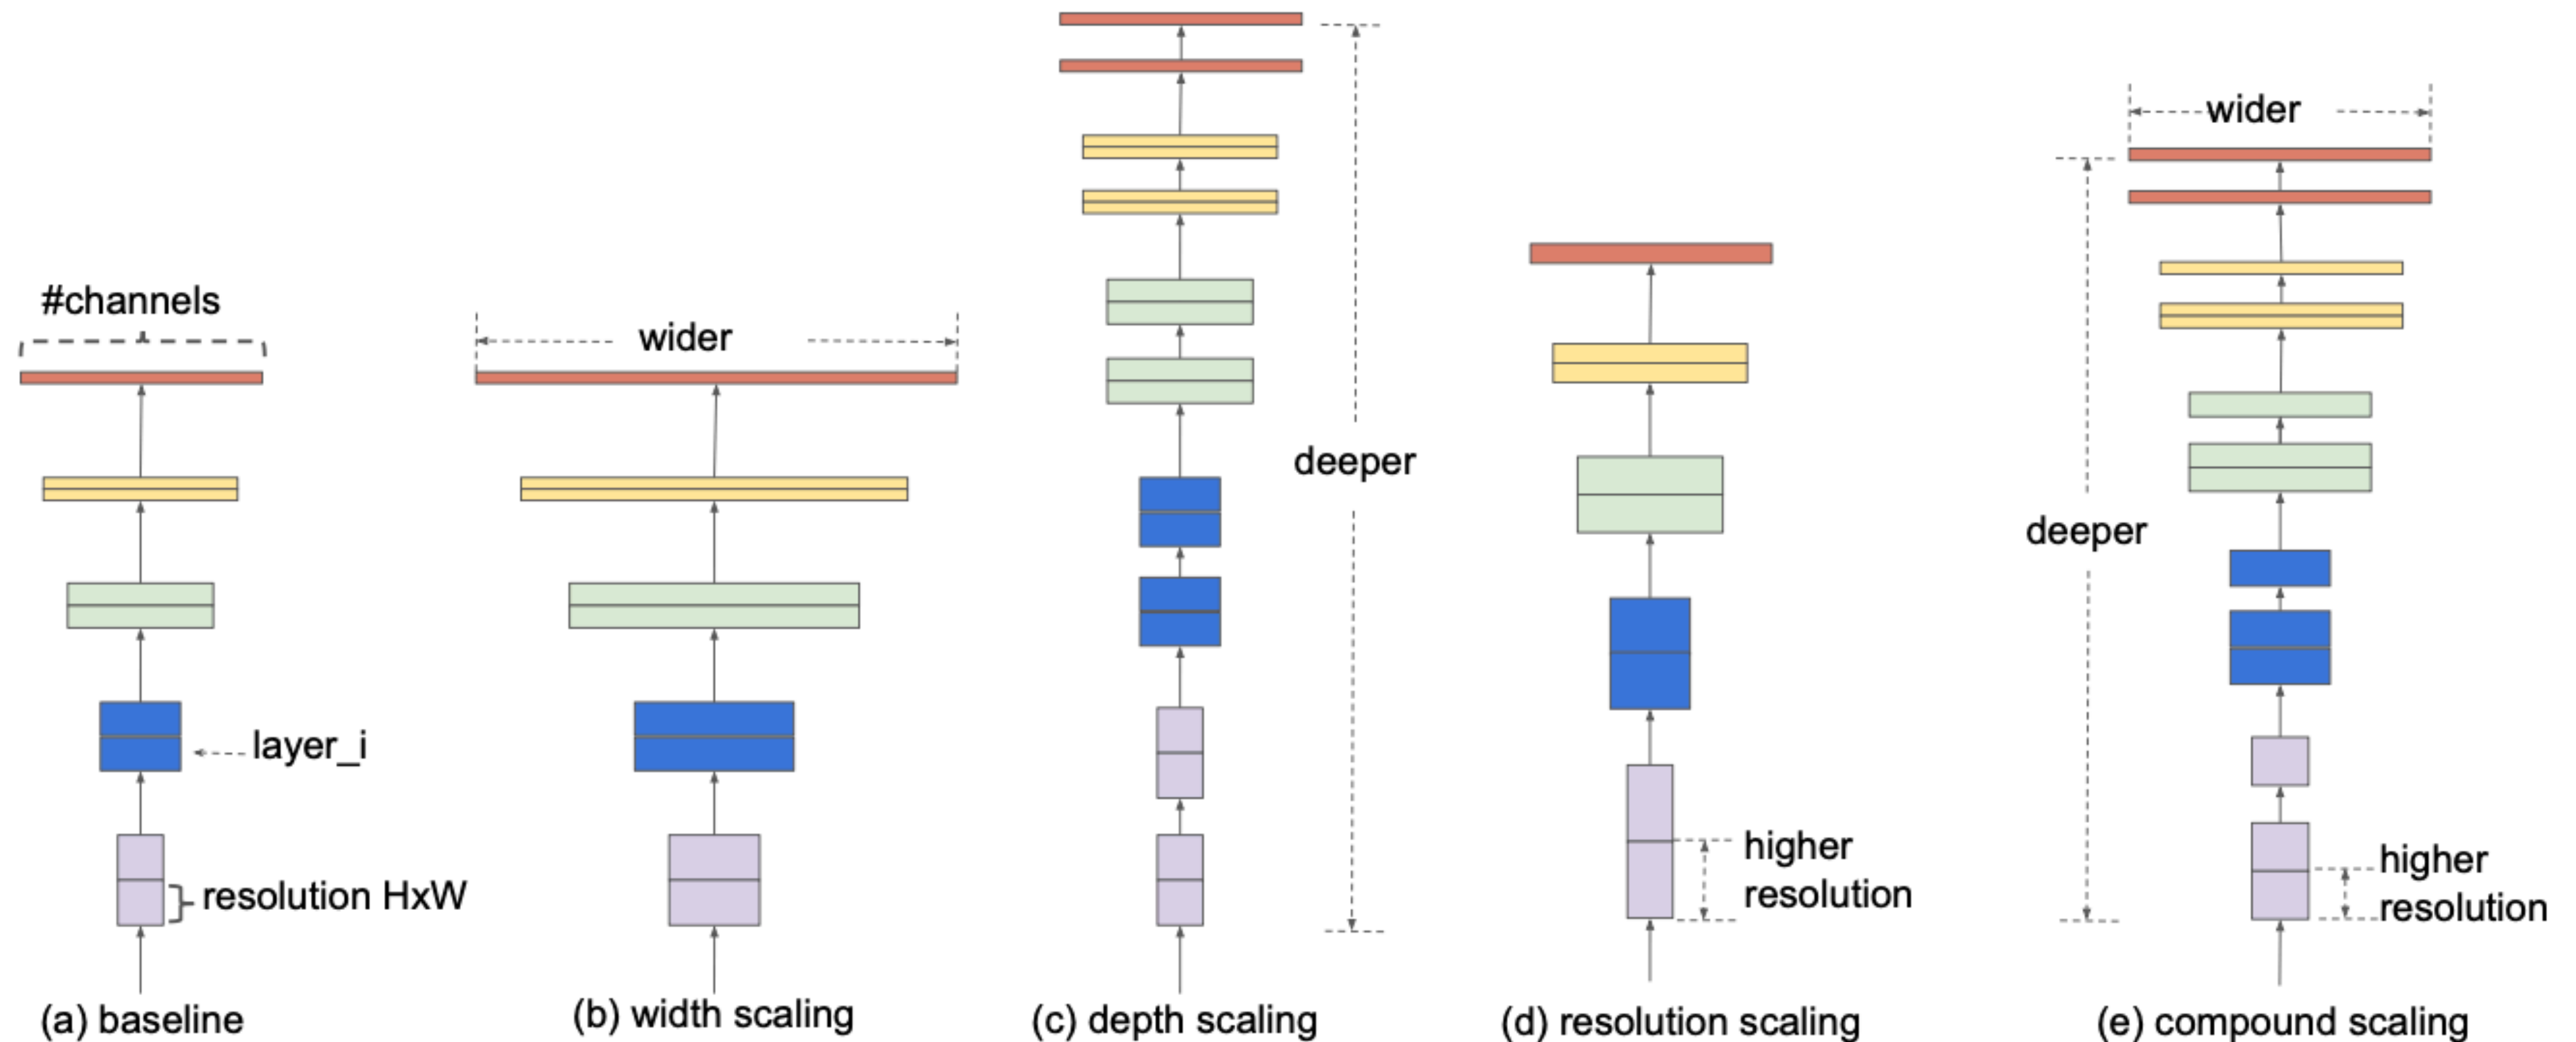 #channels
layer_i
resolution HxW
(a) baseline
wider
(b) width scaling
deeper
(c) depth scaling
higher
resolution
(d) resolution scaling
wider
deeper
higher
resolution
(e) compound scaling